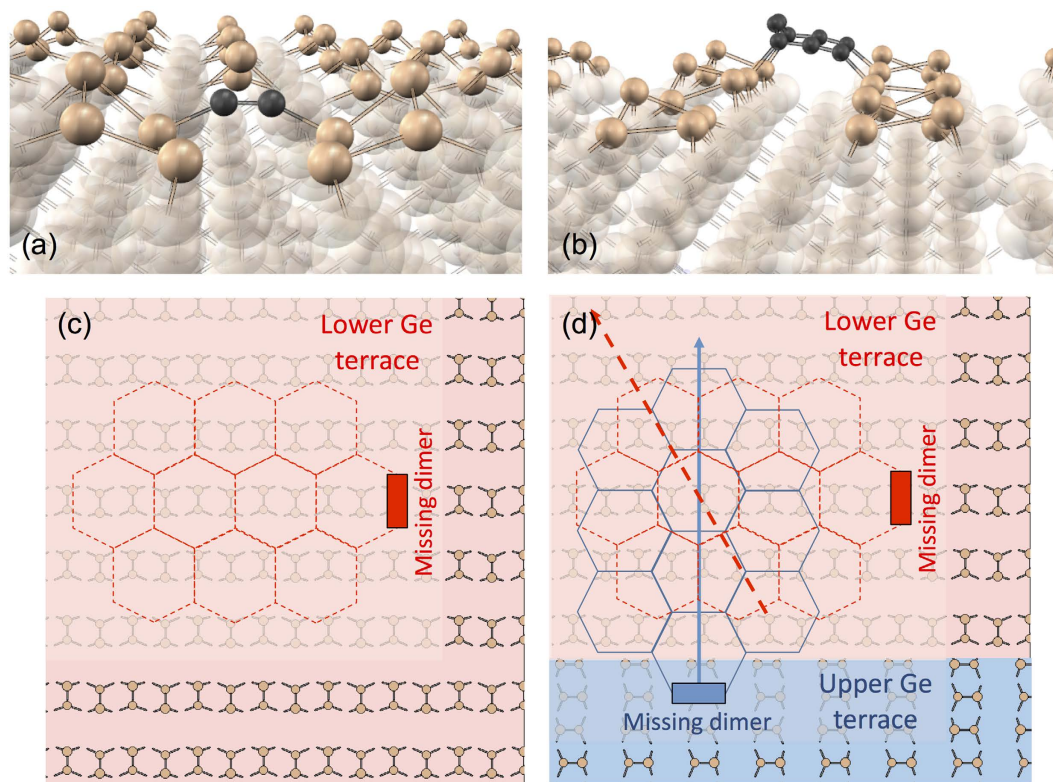 (a)
(b)
(c)
Lower Ge
terrace
Missing dimer
(d)
Lower Ge
terrace
Missing dimer
Upper Ge
terrace
Missing dimer